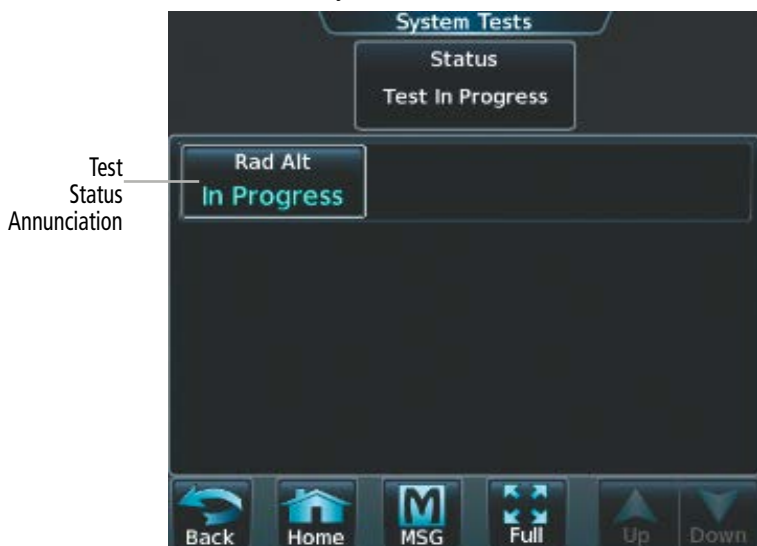 System Tests
Status
Test In Progress
Test
Status
Annunciation
Rad Alt
In Progress
Back
Home
MSG
Full
Up
Down